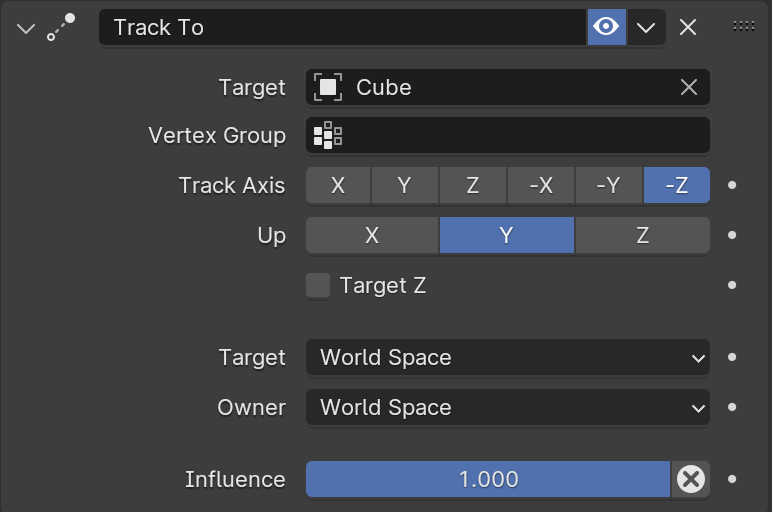 Track To
Target Cube
Vertex Group
Track Axis X Y Z -X -Y -Z
Up X Y Z
Target Z
Target World Space
Owner World Space
Influence 1.000